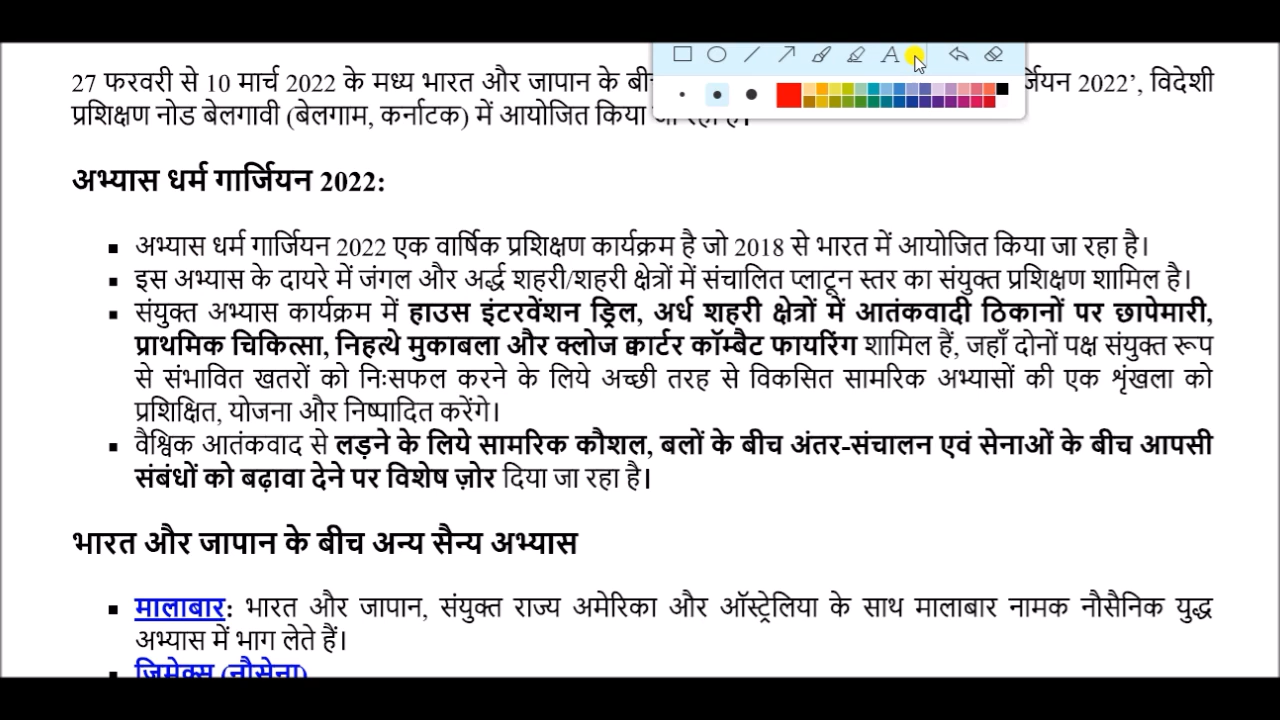 27 फरवरी से 10 मार्च 2022 के मध्य भारत और जापान के 2022’, विदेशी
प्रशिक्षण नोड बेलगावी (बेलगाम, कर्नाटक) में आयोजित किया जा रहा है।
अभ्यास धर्म गार्जियन 2022:
▪ अभ्यास धर्म गार्जियन 2022 एक वार्षिक प्रशिक्षण कार्यक्रम है जो 2018 से भारत में आयोजित किया जा रहा है।
▪ इस अभ्यास के दायरे में जंगल और अर्द्ध शहरी/शहरी क्षेत्रों में संचालित प्लाटून स्तर का संयुक्त प्रशिक्षण शामिल है।
▪ संयुक्त अभ्यास कार्यक्रम में हाउस इंटरवेंशन ड्रिल, अर्ध शहरी क्षेत्रों में आतंकवादी ठिकानों पर छापेमारी,
प्राथमिक चिकित्सा, निहत्थे मुकाबला और क्लोज क्वार्टर कॉम्बैट फायरिंग शामिल हैं, जहाँ दोनों पक्ष संयुक्त रूप
से संभावित खतरों को निःसफल करने के लिये अच्छी तरह से विकसित सामरिक अभ्यासों की एक शृंखला को
प्रशिक्षित, योजना और निष्पादित करेंगे।
▪ वैश्विक आतंकवाद से लड़ने के लिये सामरिक कौशल, बलों के बीच अंतर-संचालन एवं सेनाओं के बीच आपसी
संबंधों को बढ़ावा देने पर विशेष ज़ोर दिया जा रहा है।
भारत और जापान के बीच अन्य सैन्य अभ्यास
▪ मालाबार: भारत और जापान, संयुक्त राज्य अमेरिका और ऑस्ट्रेलिया के साथ मालाबार नामक नौसैनिक युद्ध
अभ्यास में भाग लेते हैं।
▪ जिमेक्स (नौसेना)